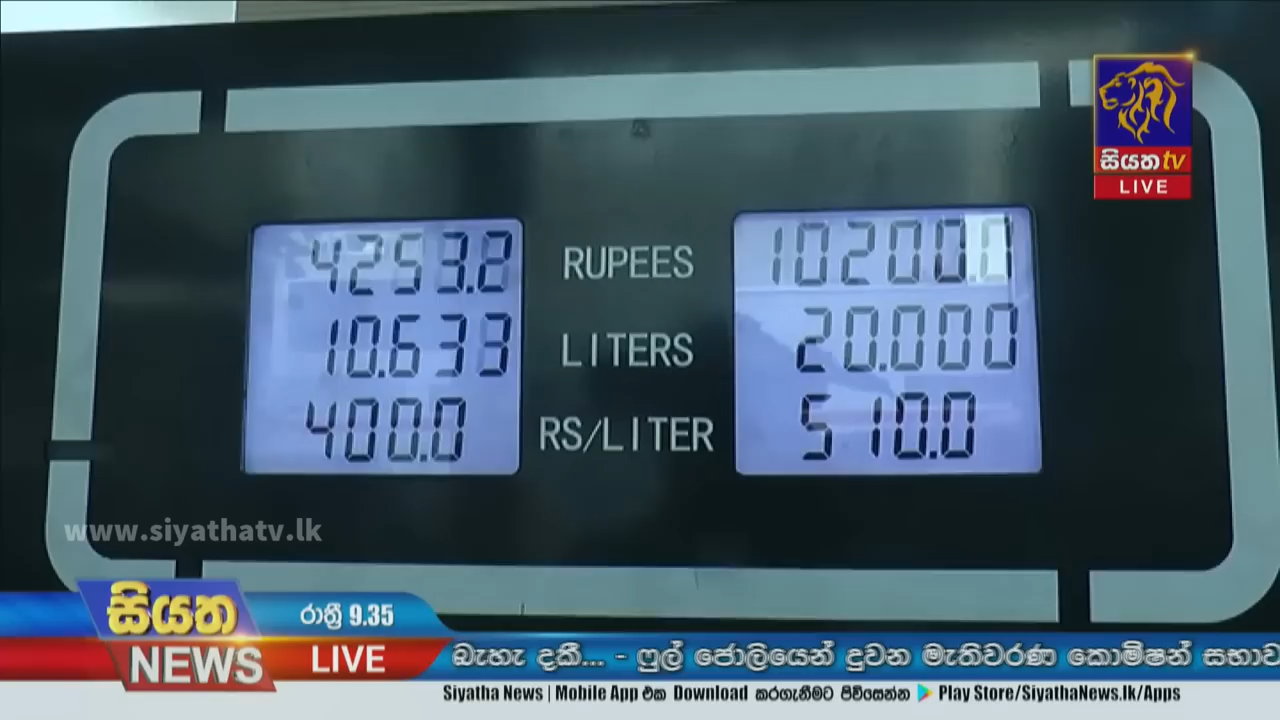 සියත tv
LIVE
4253.2 RUPEES 10200.0
10.633 LITERS 20.000
400.0 RS/LITER 510.0
www.siyathatv.lk
සියත
NEWS
රාත්‍රී 9.35
LIVE
බැහැ දකී... - ෆුල් ජොලියෙන් දුවන මැතිවරණ කොමිෂන් සභාව
Siyatha News | Mobile App එක Download කරගැනීමට පිවිසෙන්න Play Store/SiyathaNews.lk/Apps